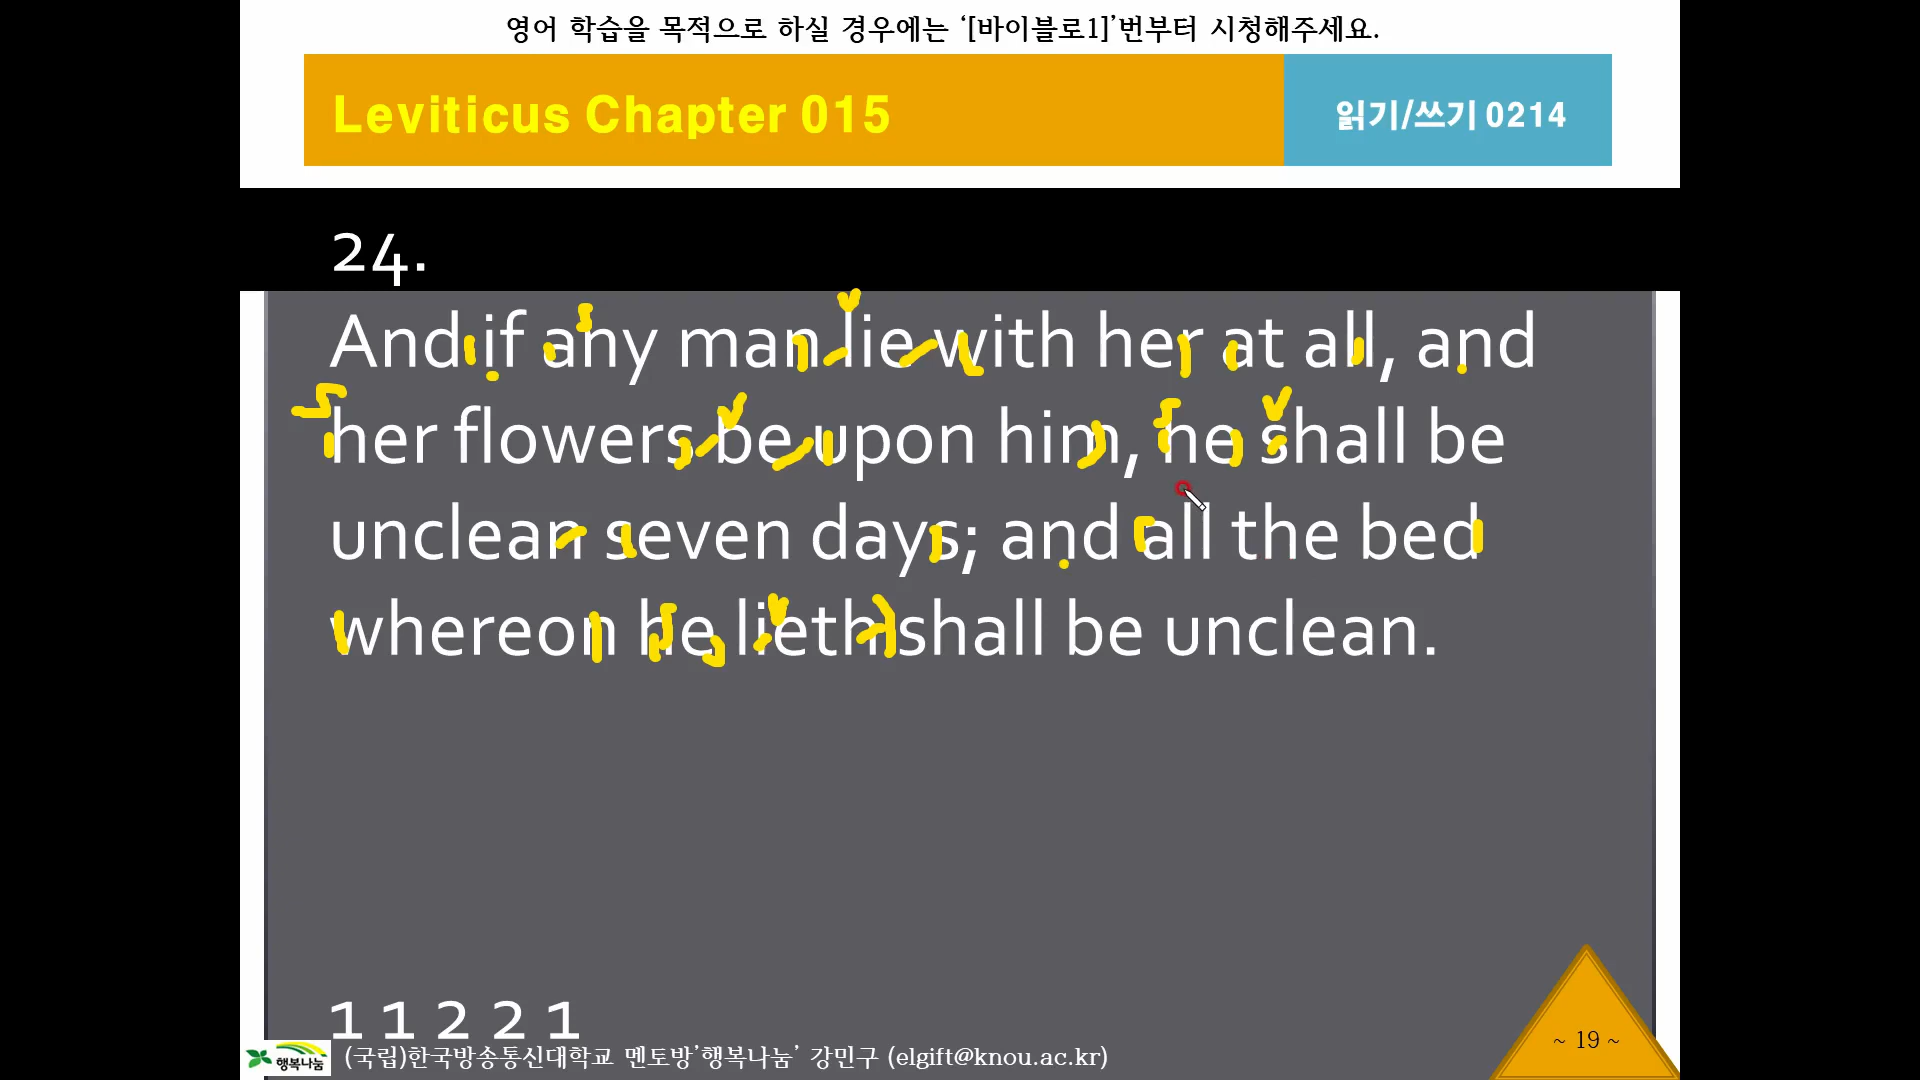 영어 학습을 목적으로 하실 경우에는 '[바이블로1]'번부터 시청해주세요.
Leviticus Chapter 015
읽기/쓰기 0214
24.
And if any man lie with her at all, and
her flowers be upon him, he shall be
unclean seven days; and all the bed
whereon he lieth shall be unclean.
1 1 2 2 1
~ 19 ~
행복나눔
(국립)한국방송통신대학교 멘토방'행복나눔' 강민구 (elgift@knou.ac.kr)